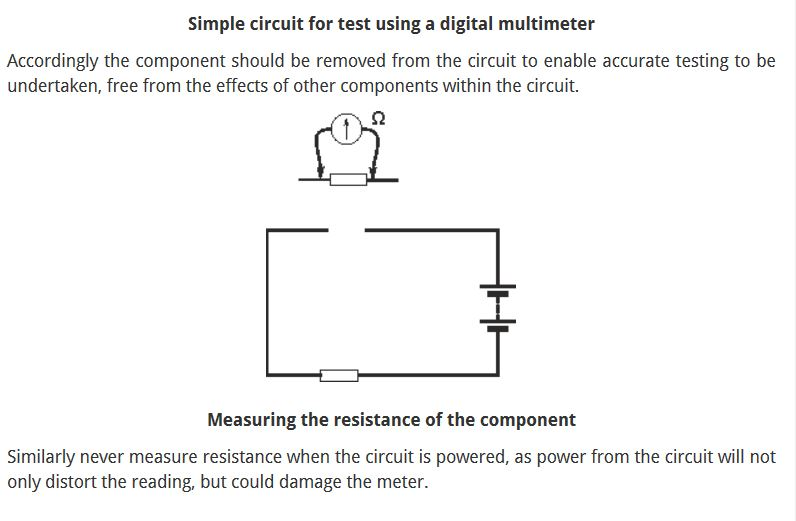 Simple circuit for test using a digital multimeter
Accordingly the component should be removed from the circuit to enable accurate testing to be
undertaken, free from the effects of other components within the circuit.
Ω
Measuring the resistance of the component
Similarly never measure resistance when the circuit is powered, as power from the circuit will not
only distort the reading, but could damage the meter.